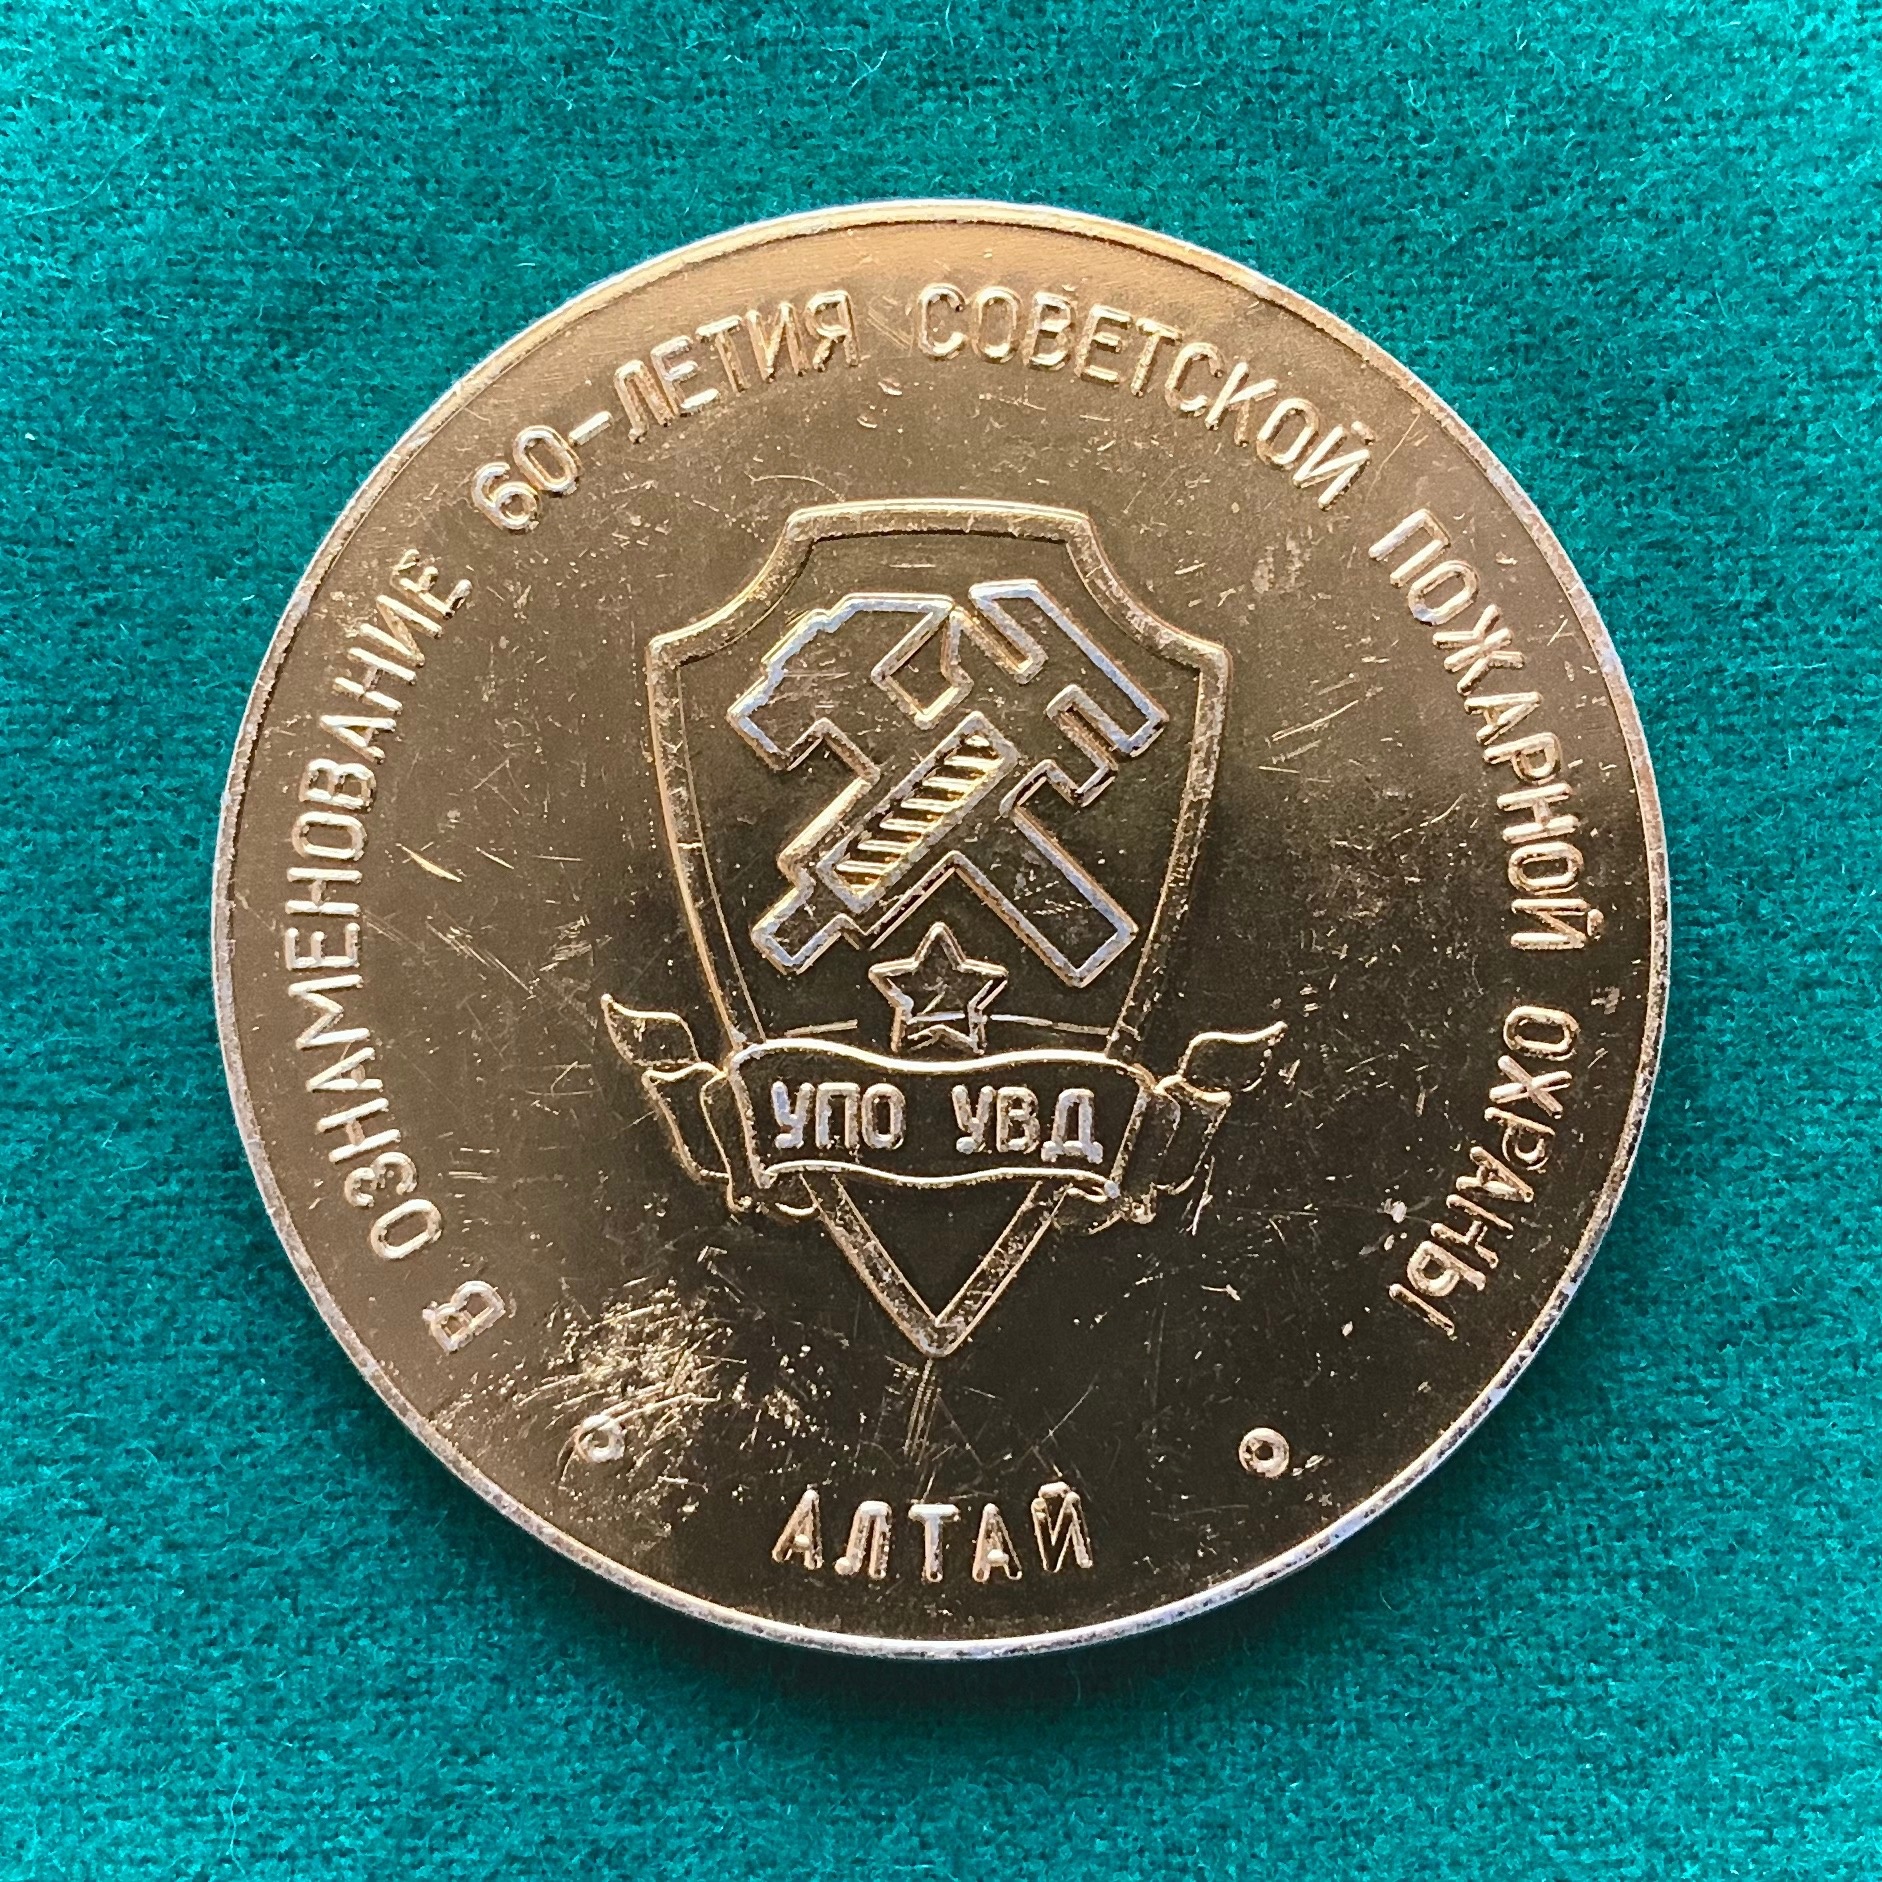 В ОЗНАМЕНОВАНИЕ 60-ЛЕТИЯ СОВЕТСКОЙ ПОЖАРНОЙ ОХРАНЫ
УПО УВД
АЛТАЙ